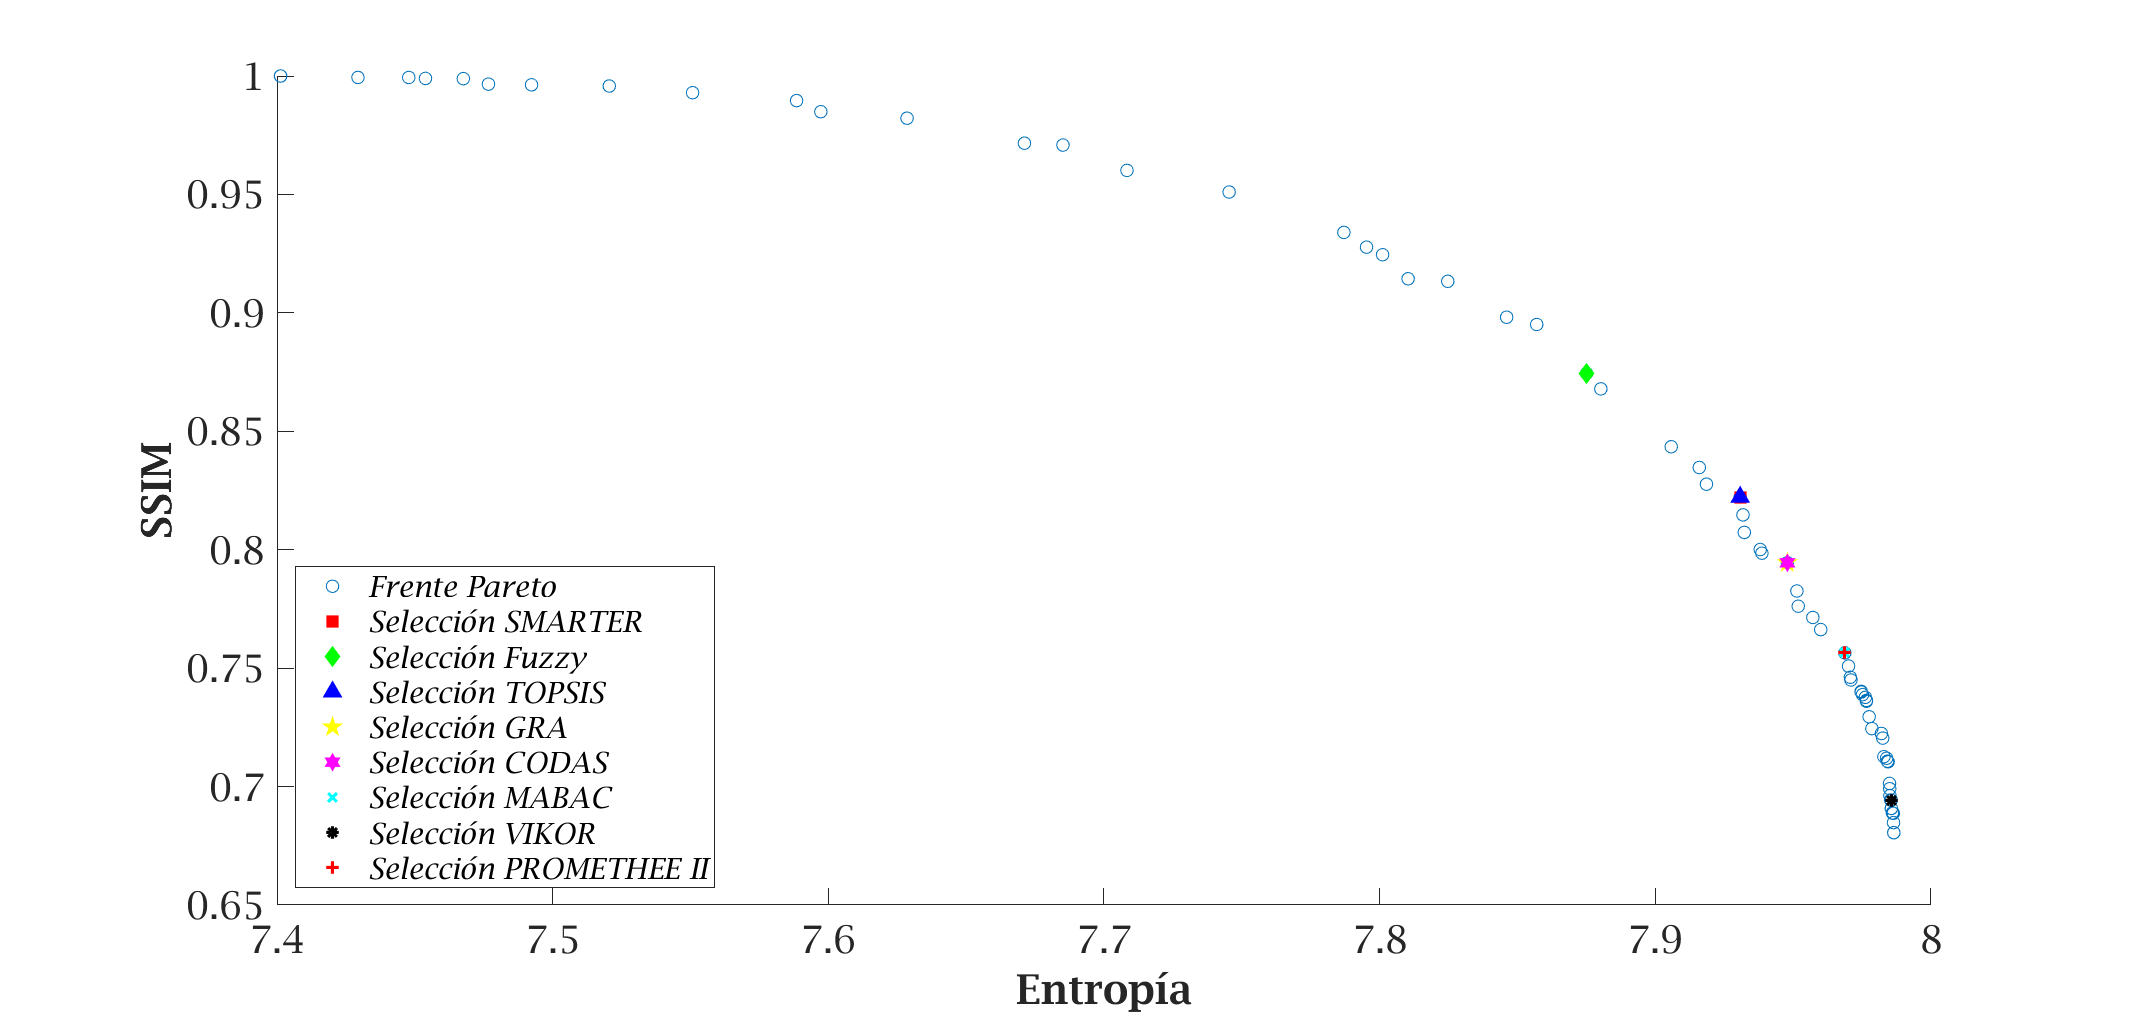 1
0.95
0.9
0.85
0.8
0.75
0.7
0.65
SSIM
Frente Pareto
Selección SMARTER
Selección Fuzzy
Selección TOPSIS
Selección GRA
Selección CODAS
Selección MABAC
Selección VIKOR
Selección PROMETHEE II
7.4 7.5 7.6 7.7 7.8 7.9 8
Entropía